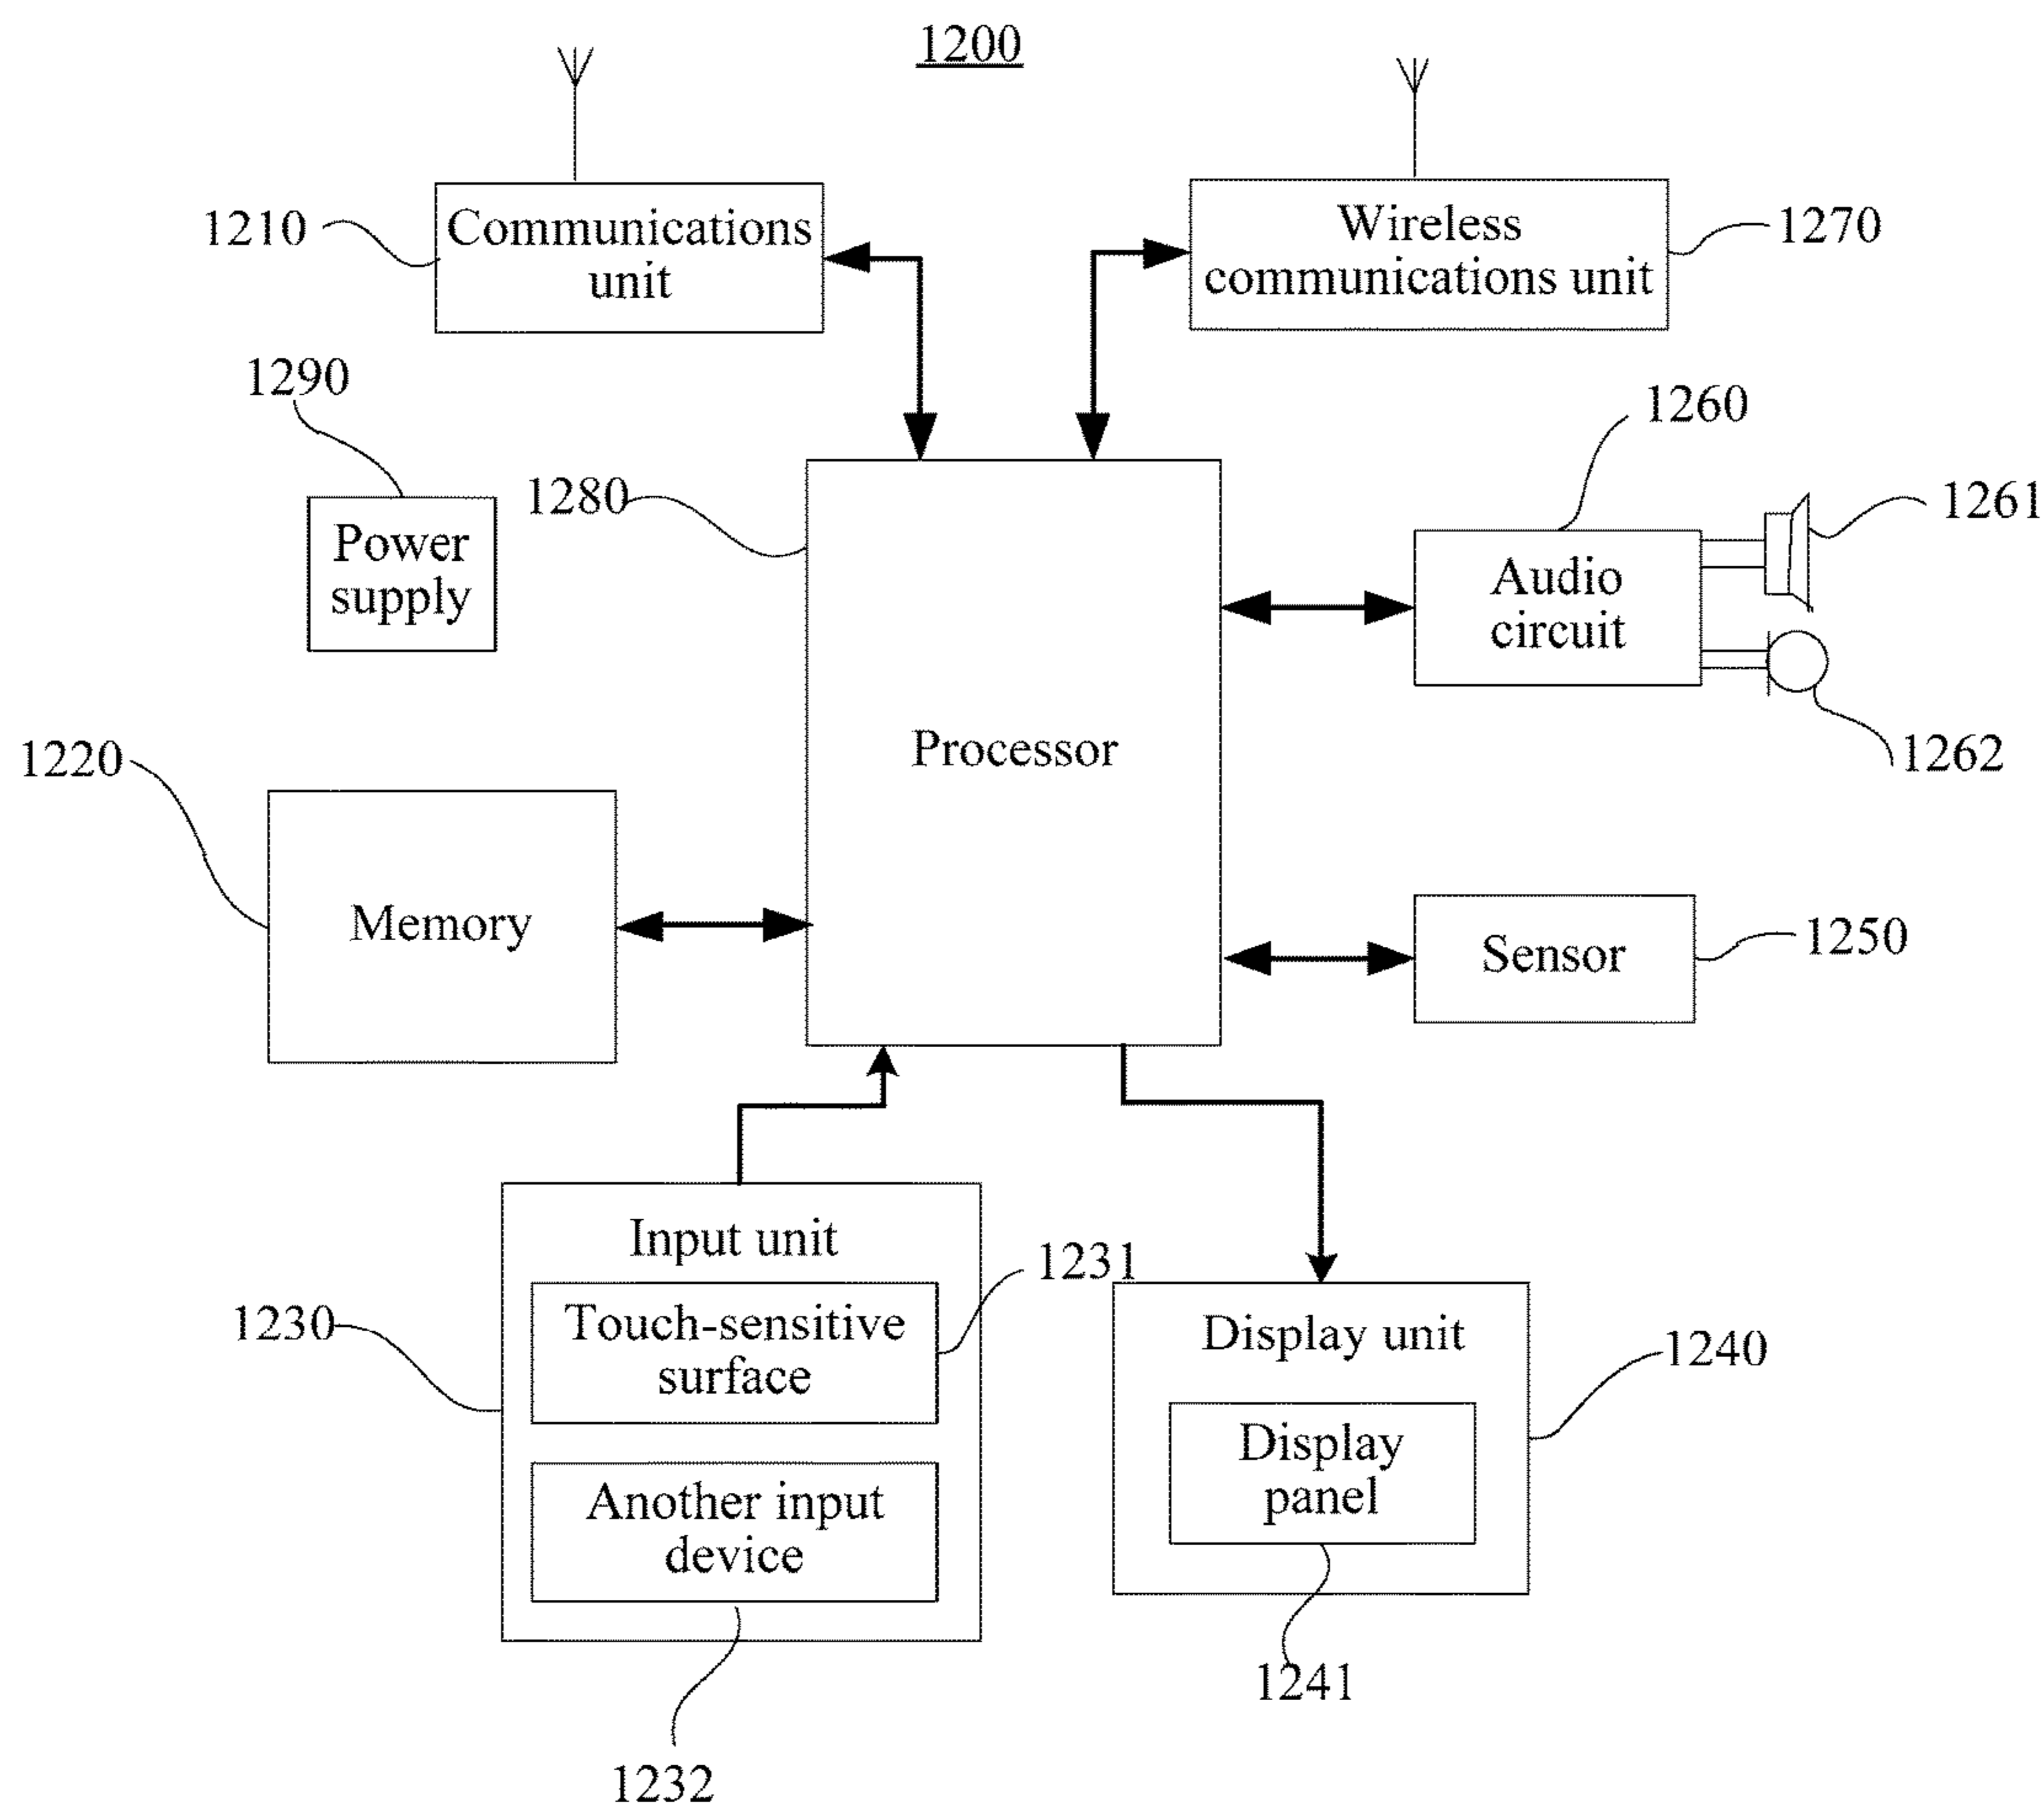 1200
1210
Communications
unit
Wireless
communications unit
1270
1290
1260
1280
1261
Power
supply
Audio
circuit
Processor
1262
1220
Memory
Sensor
1250
Input unit
1231
1230
Touch-sensitive
surface
Display unit
1240
Display
panel
Another input
device
1241
1232